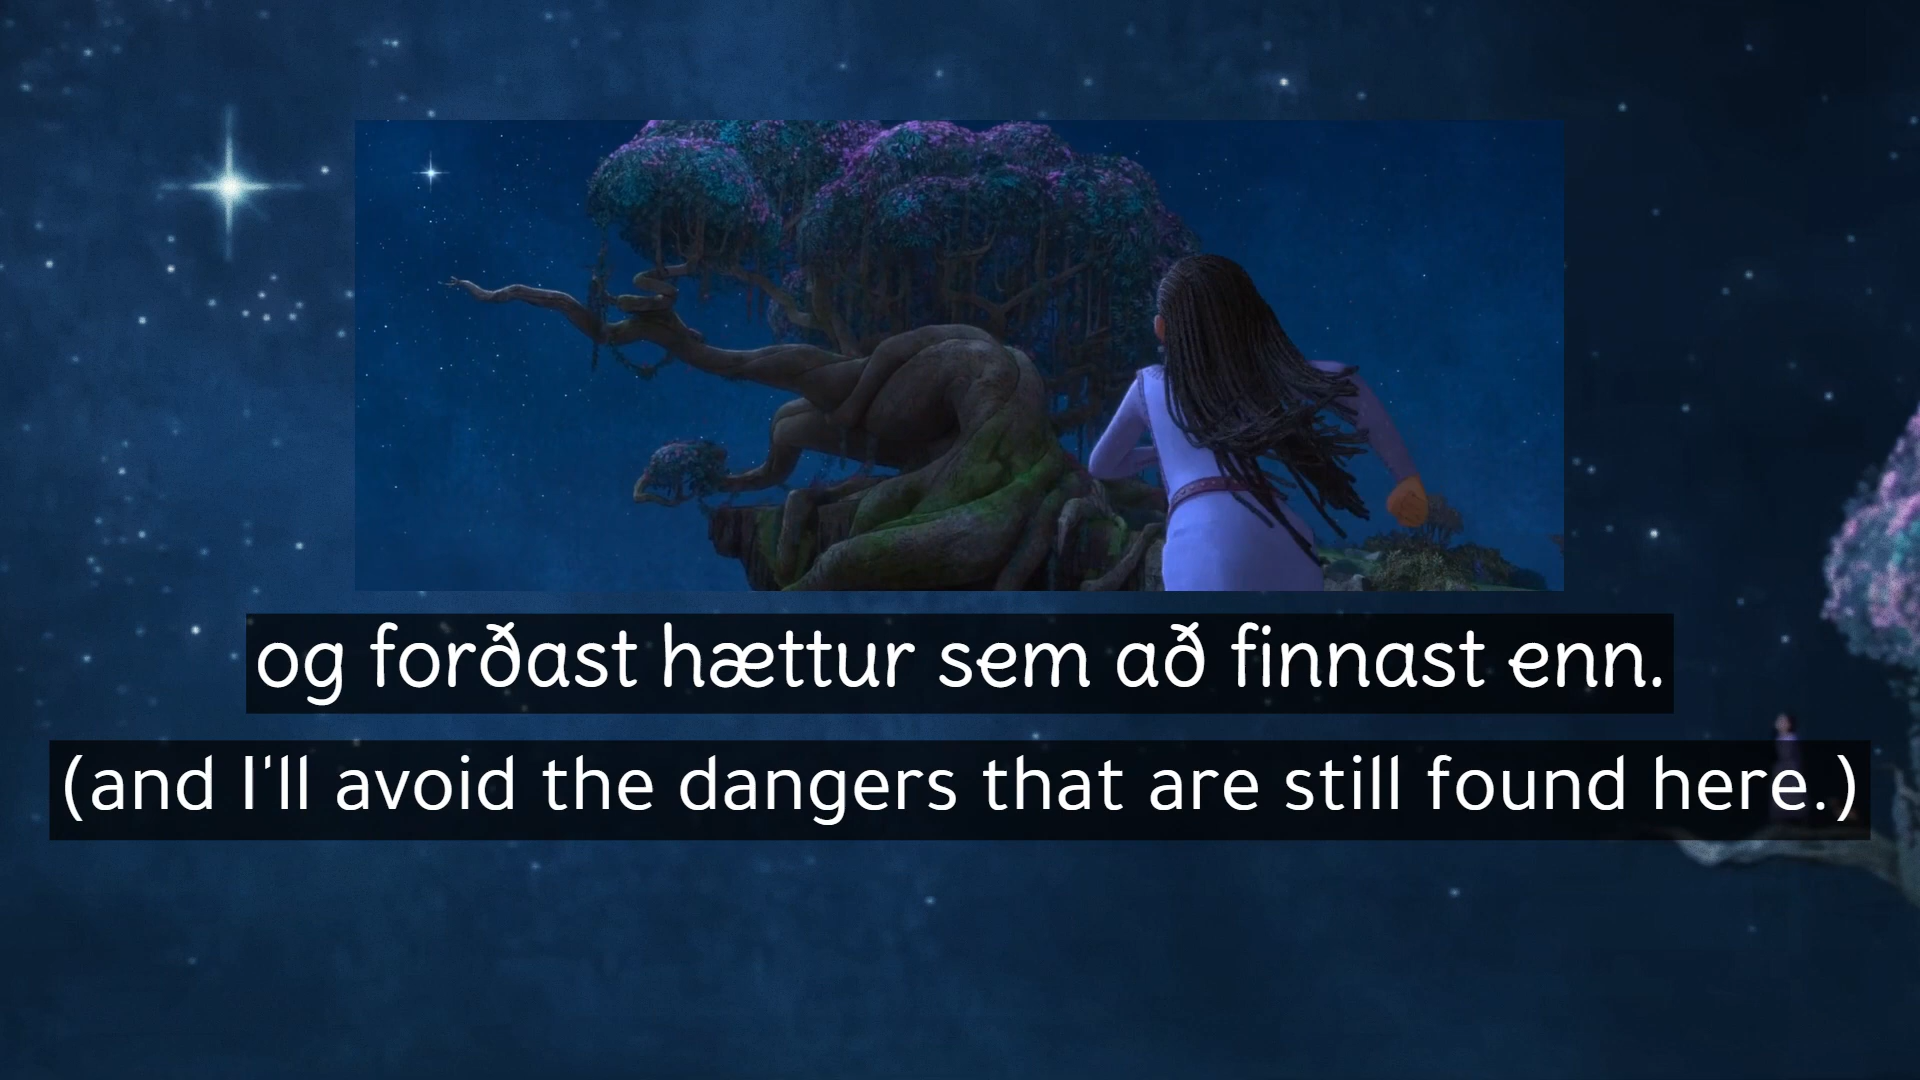 og forðast hættur sem að finnast enn.
(and I'll avoid the dangers that are still found here.)